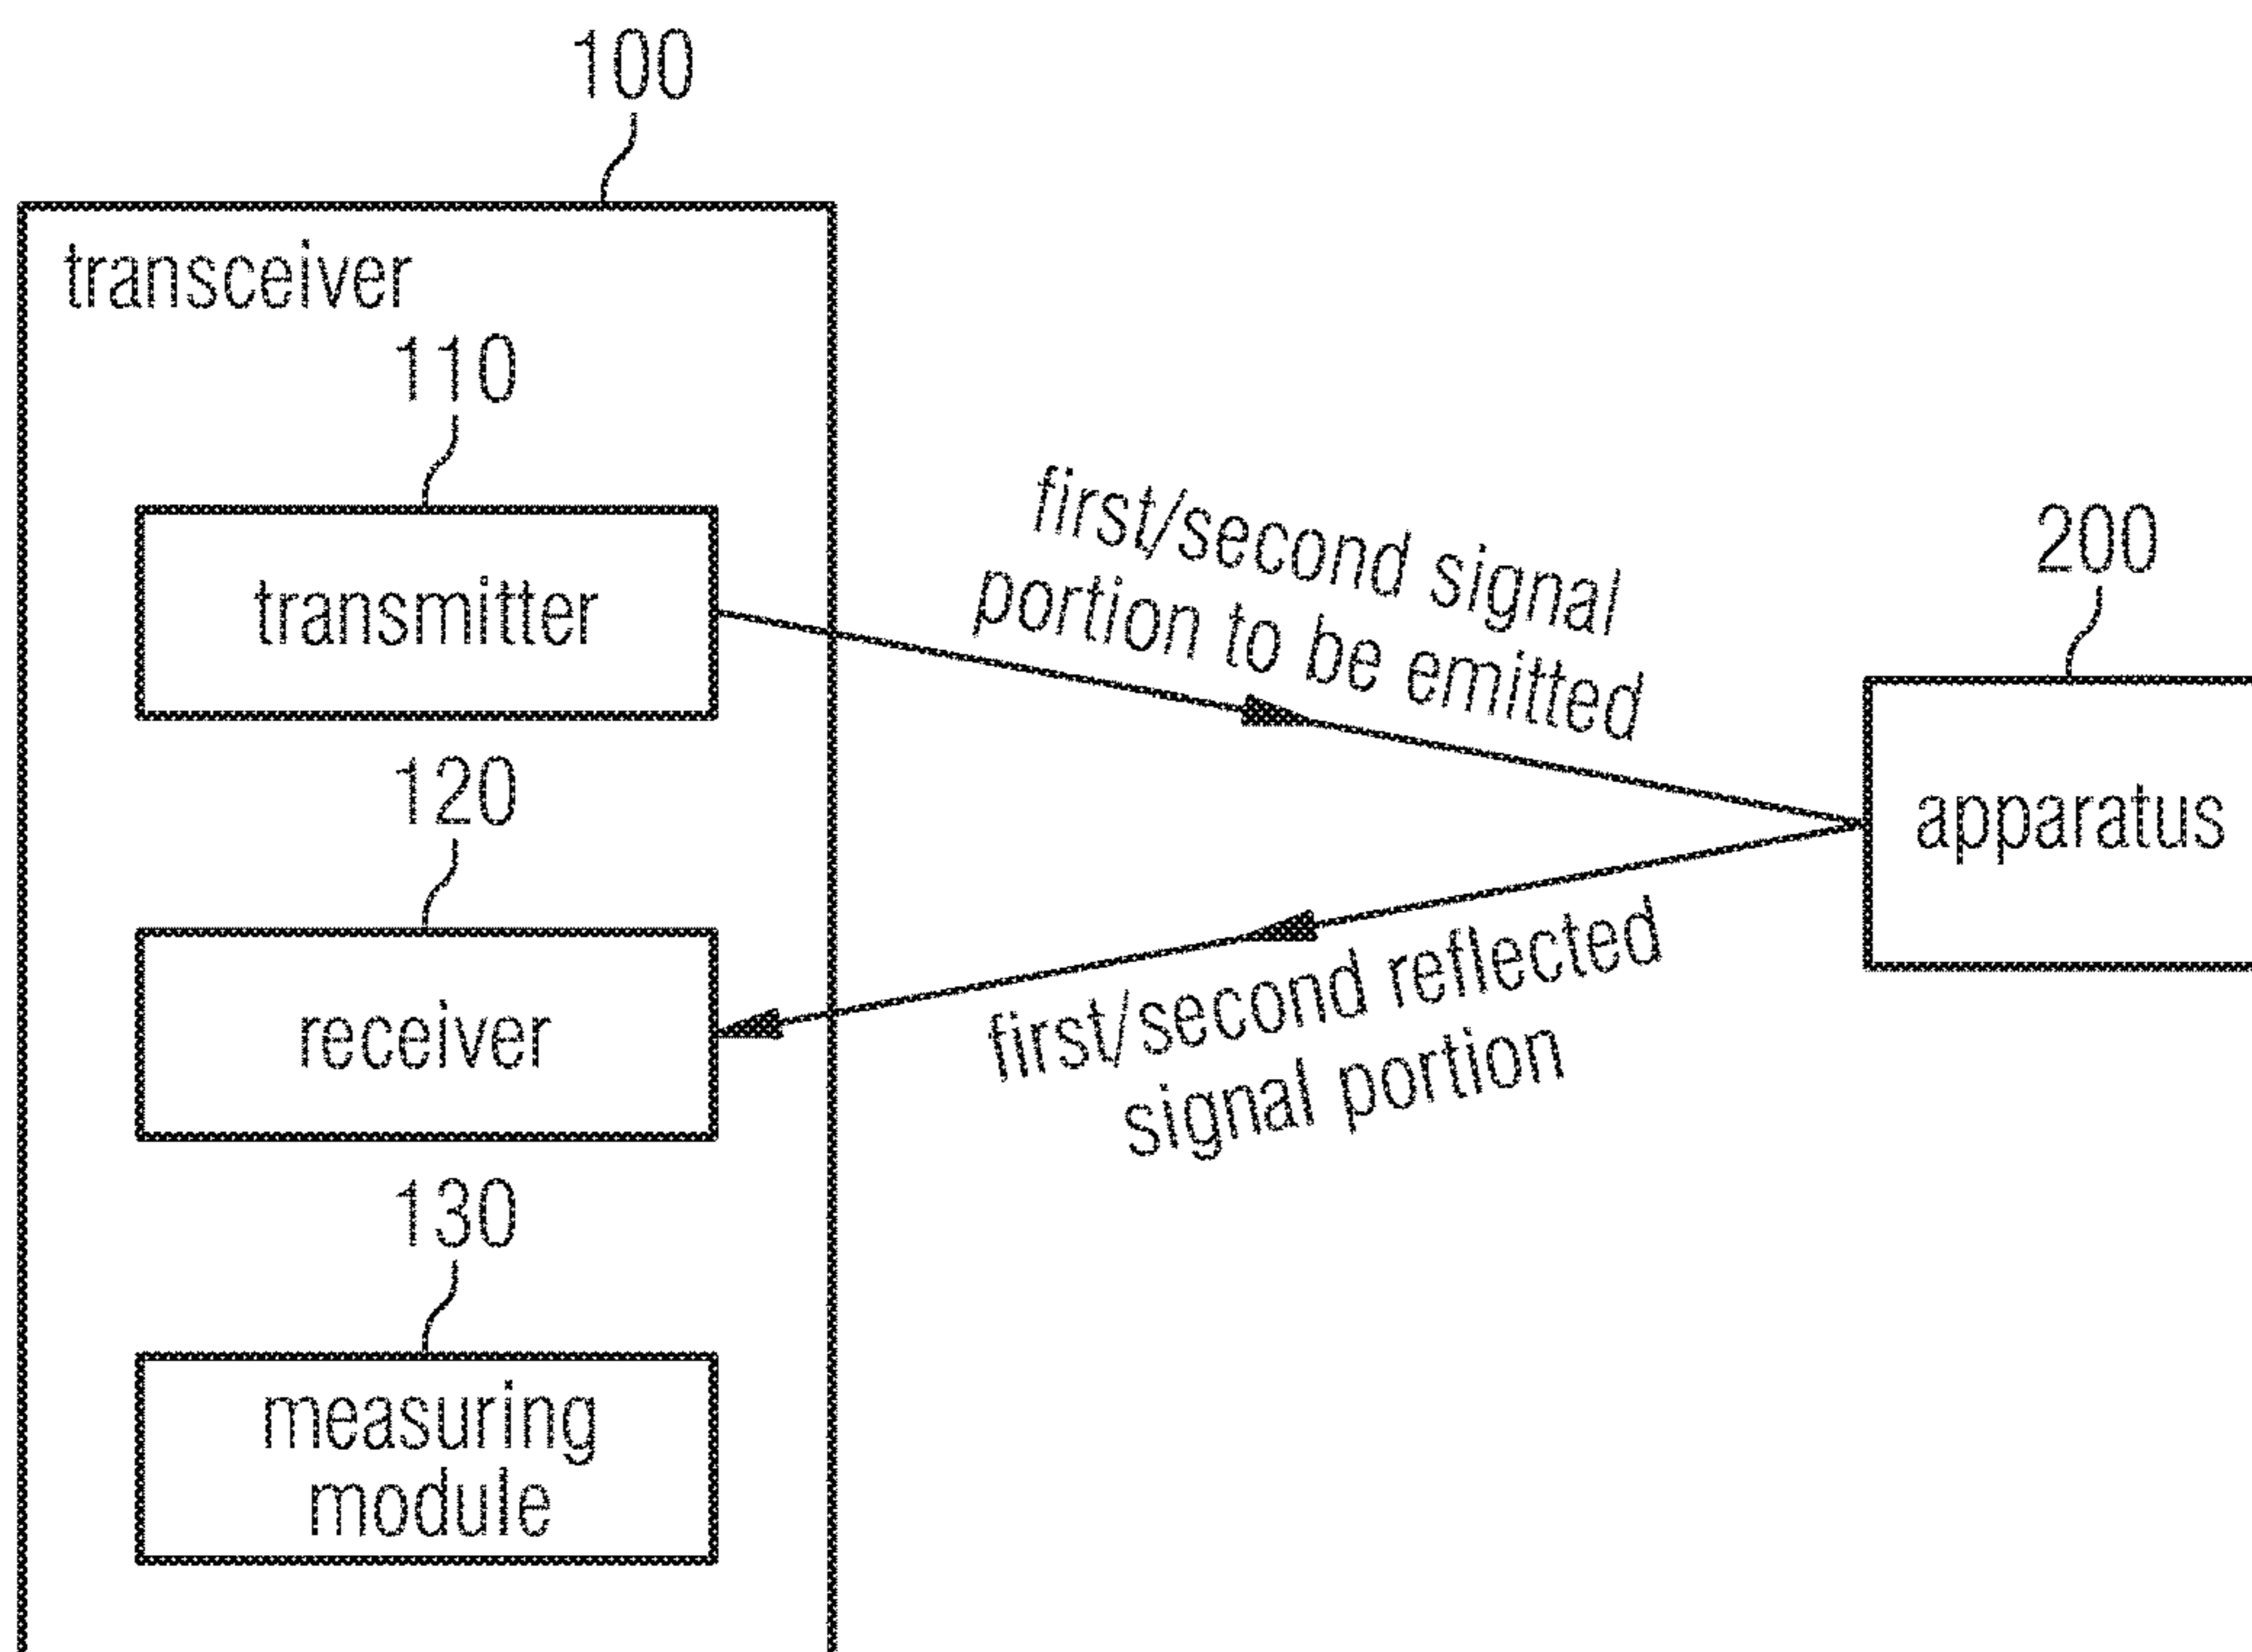 100
transceiver
110
transmitter
first/second signal
portion to be emitted
200
apparatus
120
receiver
first/second reflected
signal portion
130
measuring
module